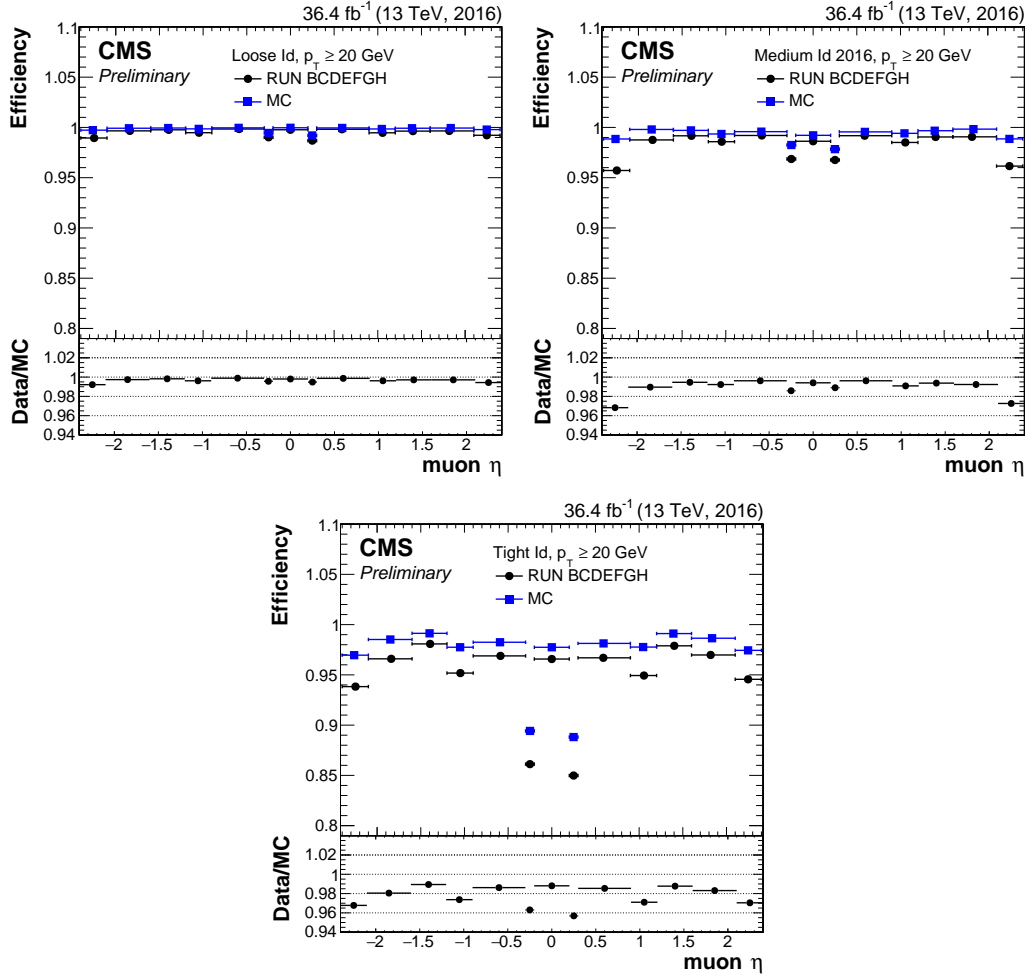 36.4 fb⁻¹ (13 TeV, 2016)
Efficiency
1.1
1.05
1
0.95
0.9
0.85
0.8
CMS
Preliminary
Loose Id, p_T ≥ 20 GeV
RUN BCDEFGH
MC
Data/MC
1.02
1
0.98
0.96
0.94
−2 −1.5 −1 −0.5 0 0.5 1 1.5 2
muon η
36.4 fb⁻¹ (13 TeV, 2016)
Efficiency
1.1
1.05
1
0.95
0.9
0.85
0.8
CMS
Preliminary
Medium Id 2016, p_T ≥ 20 GeV
RUN BCDEFGH
MC
Data/MC
1.02
1
0.98
0.96
0.94
−2 −1.5 −1 −0.5 0 0.5 1 1.5 2
muon η
36.4 fb⁻¹ (13 TeV, 2016)
Efficiency
1.1
1.05
1
0.95
0.9
0.85
0.8
CMS
Preliminary
Tight Id, p_T ≥ 20 GeV
RUN BCDEFGH
MC
Data/MC
1.02
1
0.98
0.96
0.94
−2 −1.5 −1 −0.5 0 0.5 1 1.5 2
muon η